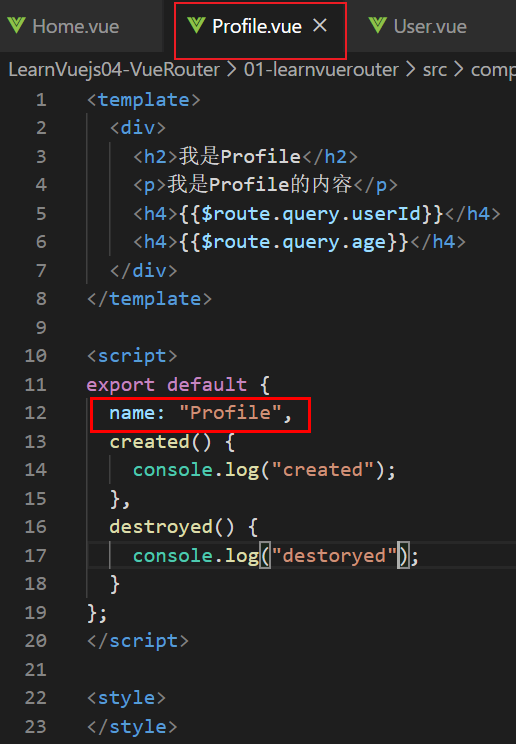 Home.vue Profile.vue × User.vue
LearnVuejs04-VueRouter > 01-learnvuerouter > src > comp
1 <template>
2   <div>
3     <h2>我是Profile</h2>
4     <p>我是Profile的内容</p>
5     <h4>{{$route.query.userId}}</h4>
6     <h4>{{$route.query.age}}</h4>
7   </div>
8 </template>
9
10 <script>
11 export default {
12   name: "Profile",
13   created() {
14     console.log("created");
15   },
16   destroyed() {
17     console.log("destoryed");
18   }
19 };
20 </script>
21
22 <style>
23 </style>